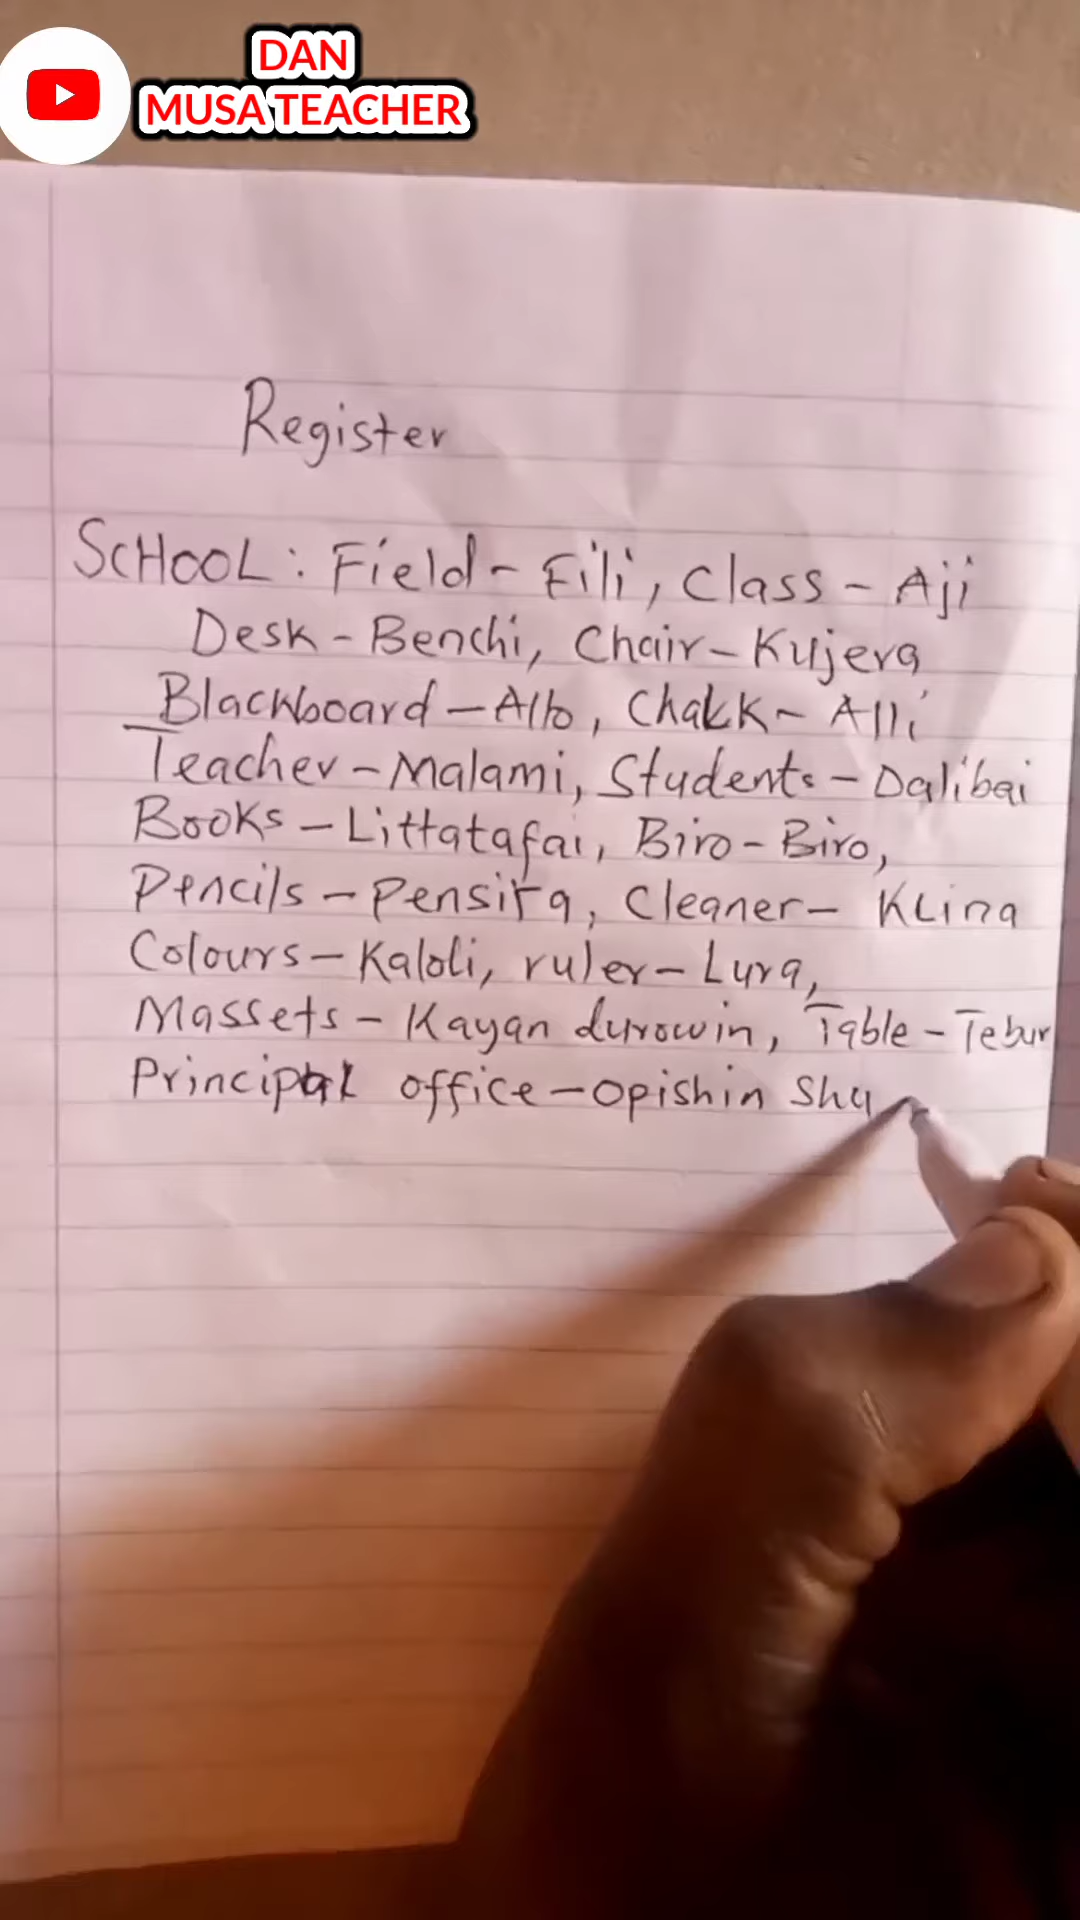 DAN
MUSA TEACHER
Register
SCHOOL: Field - Fili, Class - Aji
Desk - Benchi, Chair - Kujera
Blackboard - Allo, Chalk - Alli
Teacher - Malami, Students - Dalibai
Books - Littatafai, Biro - Biro,
Pencils - Pensira, Cleaner - KLina
Colours - Kaloli, ruler - Lura,
Massets - Kayan durowin, Table - Tebur
Principal office - Opishin Shu